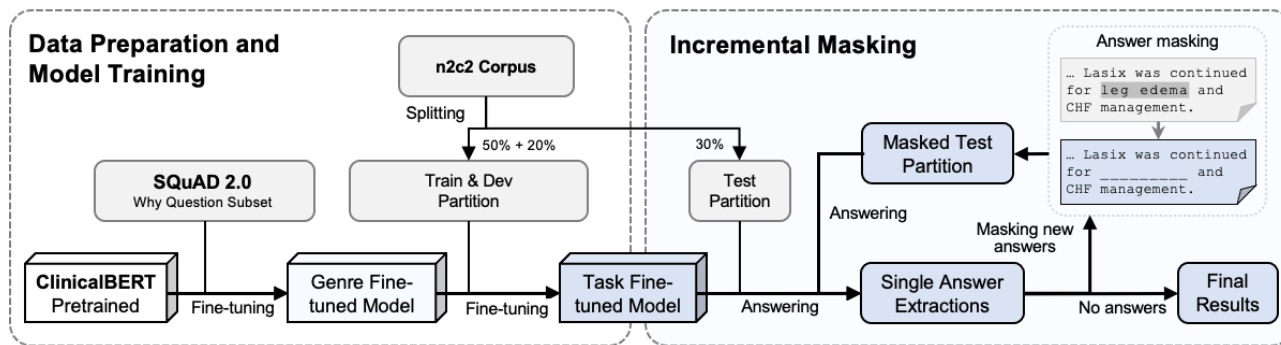 Data Preparation and
Model Training
n2c2 Corpus
Splitting
50% + 20%
30%
SQuAD 2.0
Why Question Subset
Train & Dev
Partition
Test
Partition
ClinicalBERT
Pretrained
Fine-tuning
Genre Fine-
tuned Model
Fine-tuning
Task Fine-
tuned Model
Incremental Masking
Answer masking
… Lasix was continued
for leg edema and
CHF management.
… Lasix was continued
for _________ and
CHF management.
Masked Test
Partition
Answering
Masking new
answers
Answering
Single Answer
Extractions
No answers
Final
Results